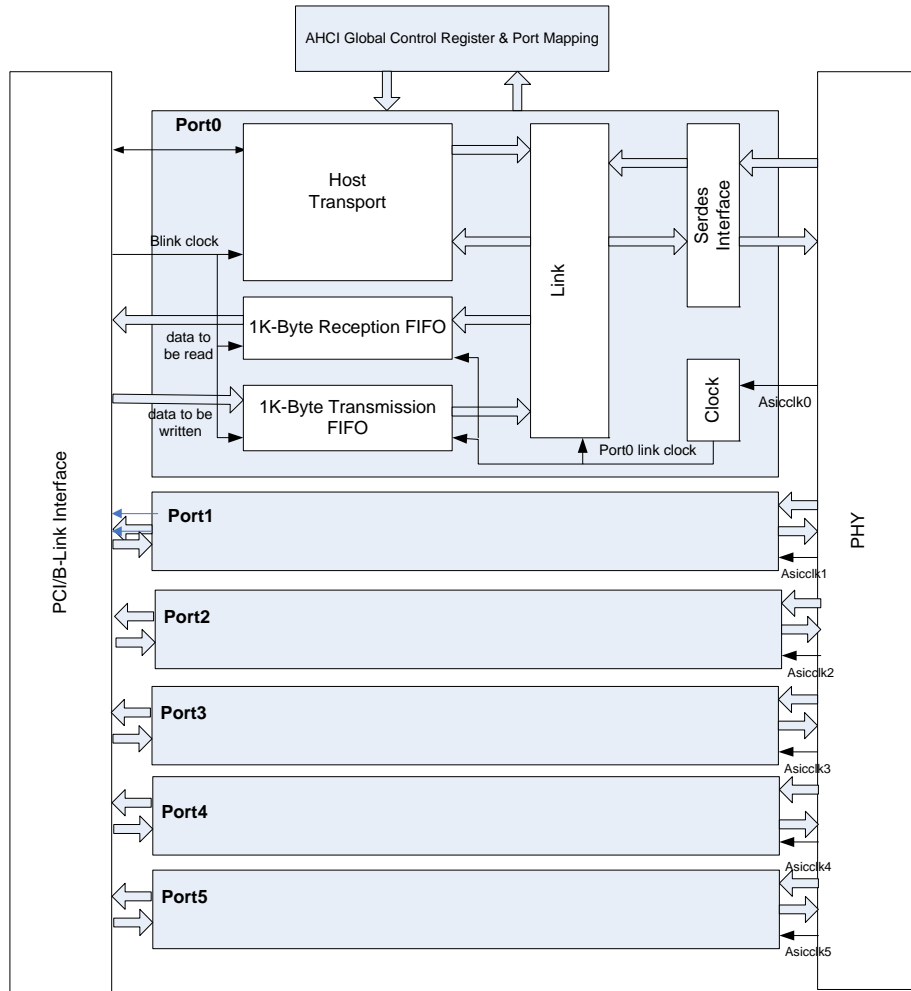 AHCI Global Control Register & Port Mapping
PCI/B-Link Interface
PHY
Port0
Host
Transport
Link
Serdes
Interface
Blink clock
1K-Byte Reception FIFO
data to
be read
1K-Byte Transmission
FIFO
data to be
written
Clock
Asicclk0
Port0 link clock
Port1
Asicclk1
Port2
Asicclk2
Port3
Asicclk3
Port4
Asicclk4
Port5
Asicclk5